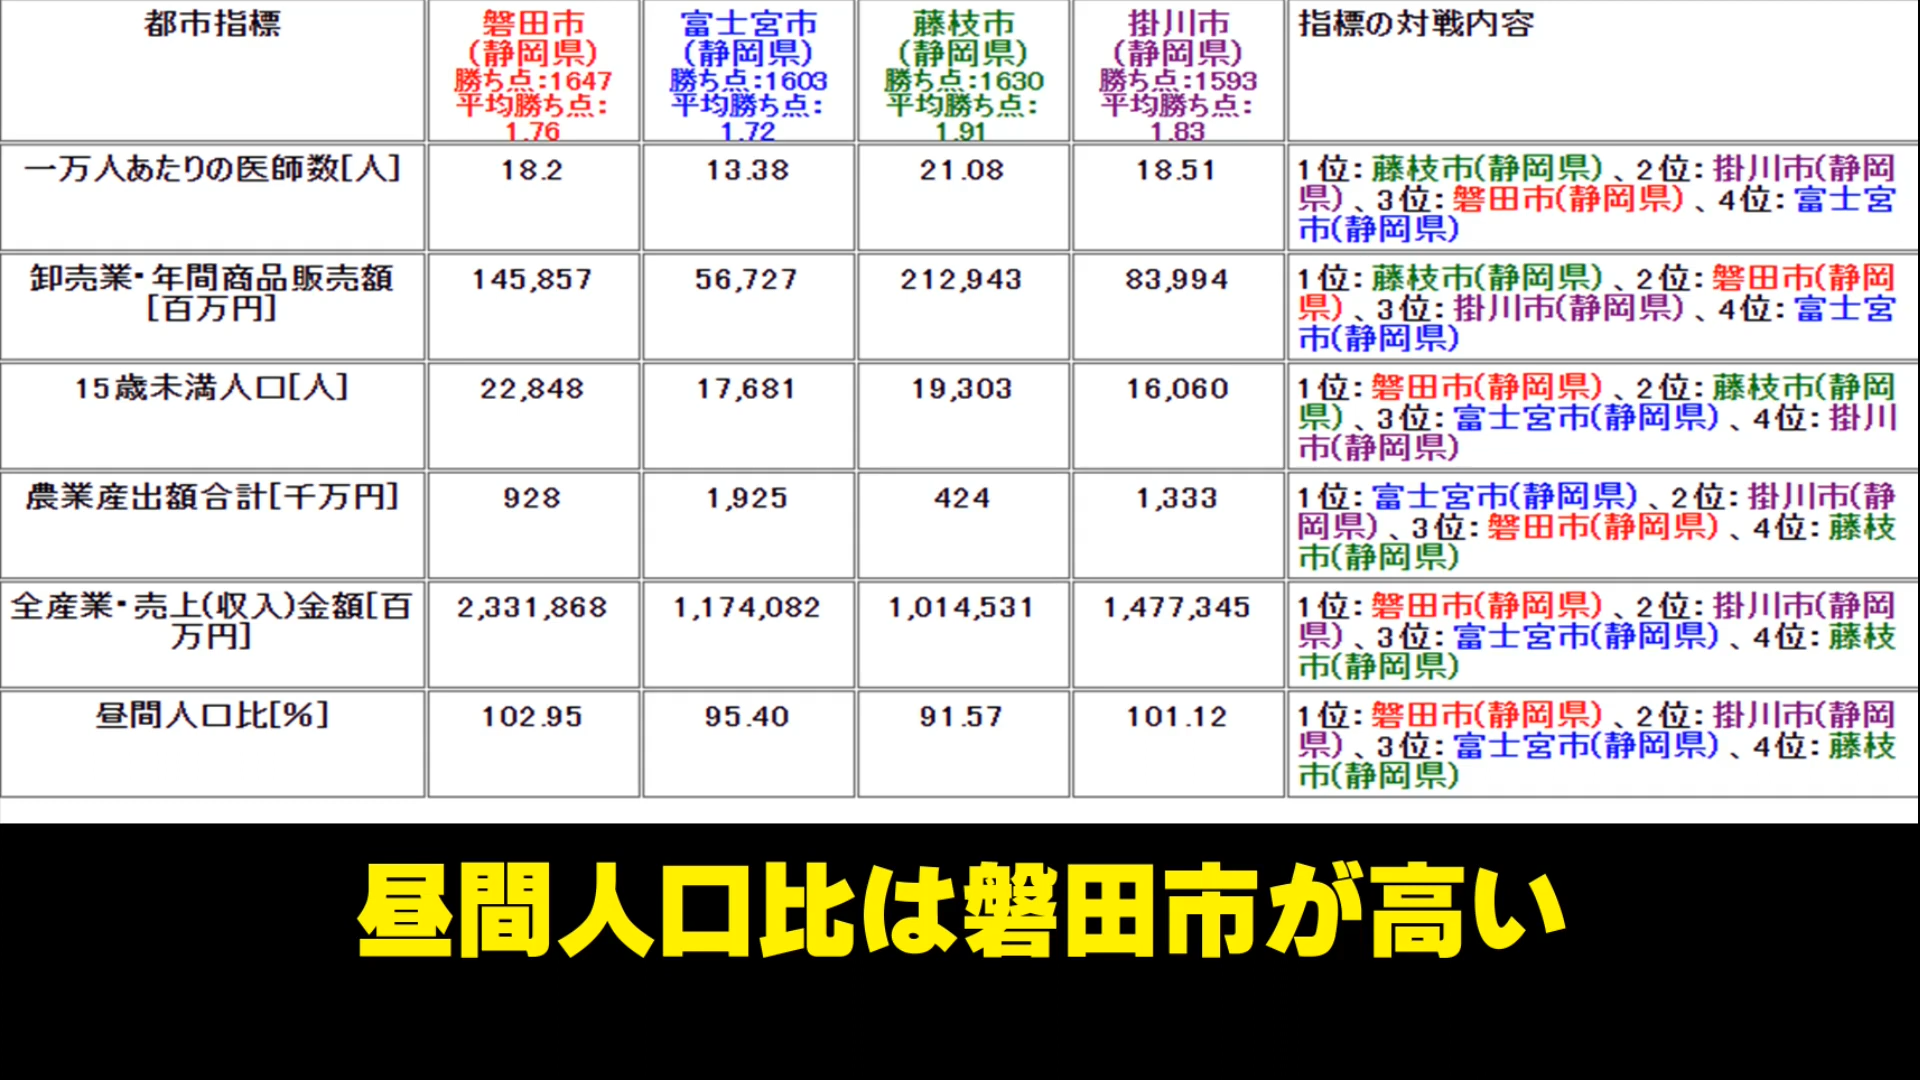 都市指標
磐田市
(静岡県)
勝ち点:1647
平均勝ち点:
1.76
富士宮市
(静岡県)
勝ち点:1603
平均勝ち点:
1.72
藤枝市
(静岡県)
勝ち点:1630
平均勝ち点:
1.91
掛川市
(静岡県)
勝ち点:1593
平均勝ち点:
1.83
指標の対戦内容
一万人あたりの医師数[人]
18.2
13.38
21.08
18.51
1位:藤枝市(静岡県)、2位:掛川市(静岡
県)、3位:磐田市(静岡県)、4位:富士宮
市(静岡県)
卸売業・年間商品販売額
[百万円]
145,857
56,727
212,943
83,994
1位:藤枝市(静岡県)、2位:磐田市(静岡
県)、3位:掛川市(静岡県)、4位:富士宮
市(静岡県)
15歳未満人口[人]
22,848
17,681
19,303
16,060
1位:磐田市(静岡県)、2位:藤枝市(静岡
県)、3位:富士宮市(静岡県)、4位:掛川
市(静岡県)
農業産出額合計[千万円]
928
1,925
424
1,333
1位:富士宮市(静岡県)、2位:掛川市(静
岡県)、3位:磐田市(静岡県)、4位:藤枝
市(静岡県)
全産業・売上(収入)金額[百
万円]
2,331,868
1,174,082
1,014,531
1,477,345
1位:磐田市(静岡県)、2位:掛川市(静岡
県)、3位:富士宮市(静岡県)、4位:藤枝
市(静岡県)
昼間人口比[%]
102.95
95.40
91.57
101.12
1位:磐田市(静岡県)、2位:掛川市(静岡
県)、3位:富士宮市(静岡県)、4位:藤枝
市(静岡県)
昼間人口比は磐田市が高い